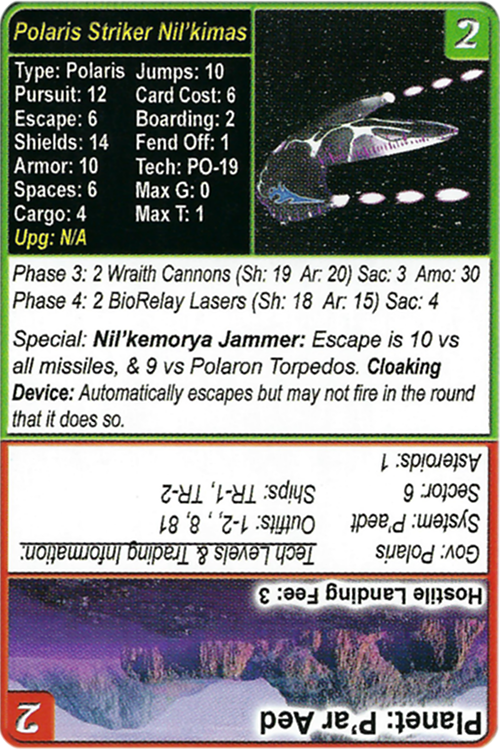 Polaris Striker Nil'kimas
2
Type: Polaris Jumps: 10
Pursuit: 12 Card Cost: 6
Escape: 6 Boarding: 2
Shields: 14 Fend Off: 1
Armor: 10 Tech: PO-19
Spaces: 6 Max G: 0
Cargo: 4 Max T: 1
Upg: N/A
Phase 3: 2 Wraith Cannons (Sh: 19 Ar: 20) Sac: 3 Amo: 30
Phase 4: 2 BioRelay Lasers (Sh: 18 Ar: 15) Sac: 4
Special: Nil'kemorya Jammer: Escape is 10 vs
all missiles, & 9 vs Polaron Torpedos. Cloaking
Device: Automatically escapes but may not fire in the round
that it does so.
Planet: P'ar Aed
2
Hostile Landing Fee: 3
Gov: Polaris
System: P'aedt
Sector: 6
Asteroids: 1
Tech Levels & Trading Information:
Outfits: 1-2, , 8, 81
Ships: TR-1, TR-2